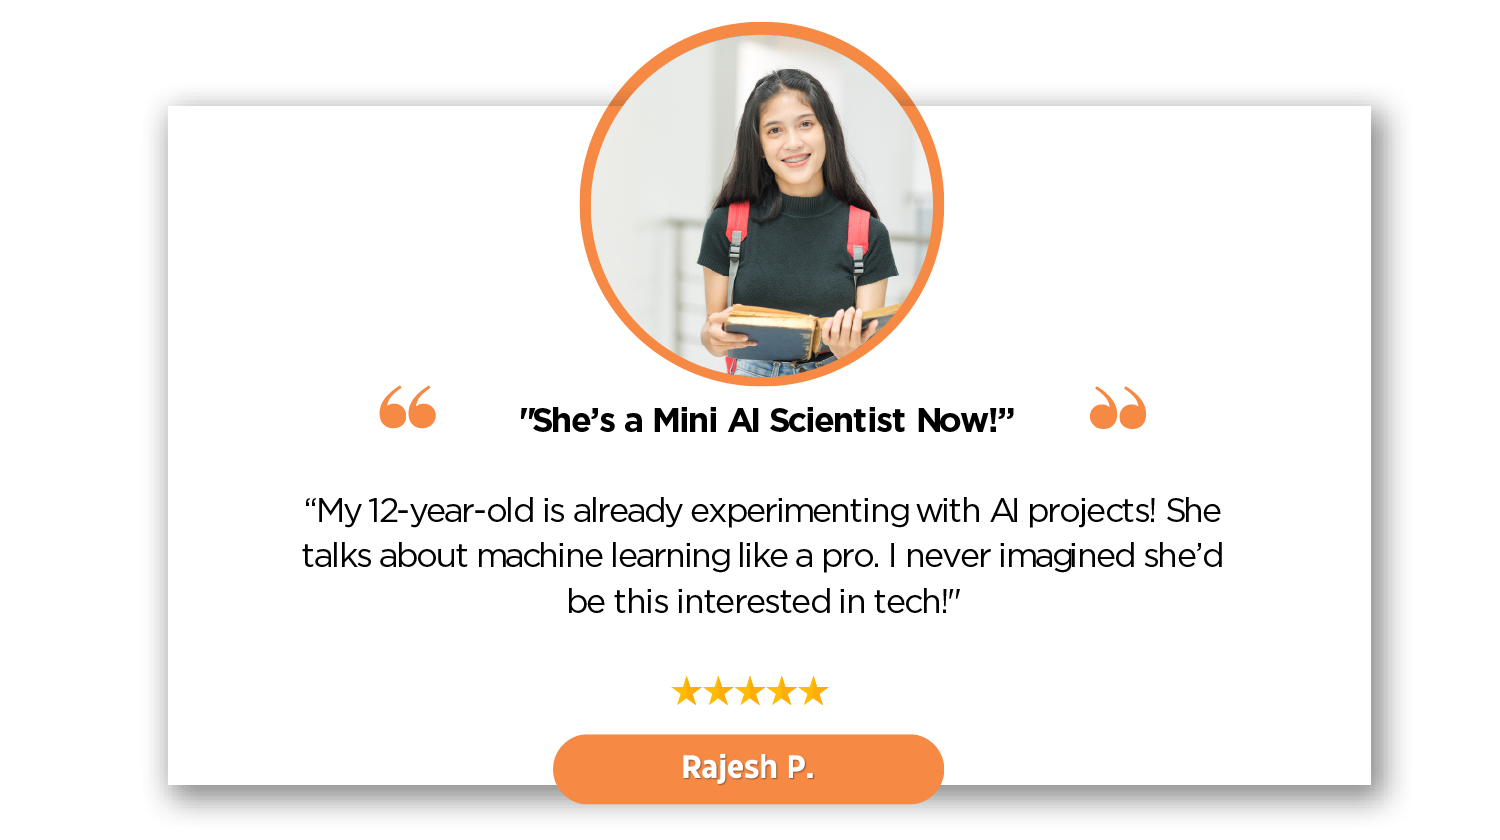 "She’s a Mini AI Scientist Now!”
“My 12-year-old is already experimenting with AI projects! She
talks about machine learning like a pro. I never imagined she’d
be this interested in tech!"
Rajesh P.